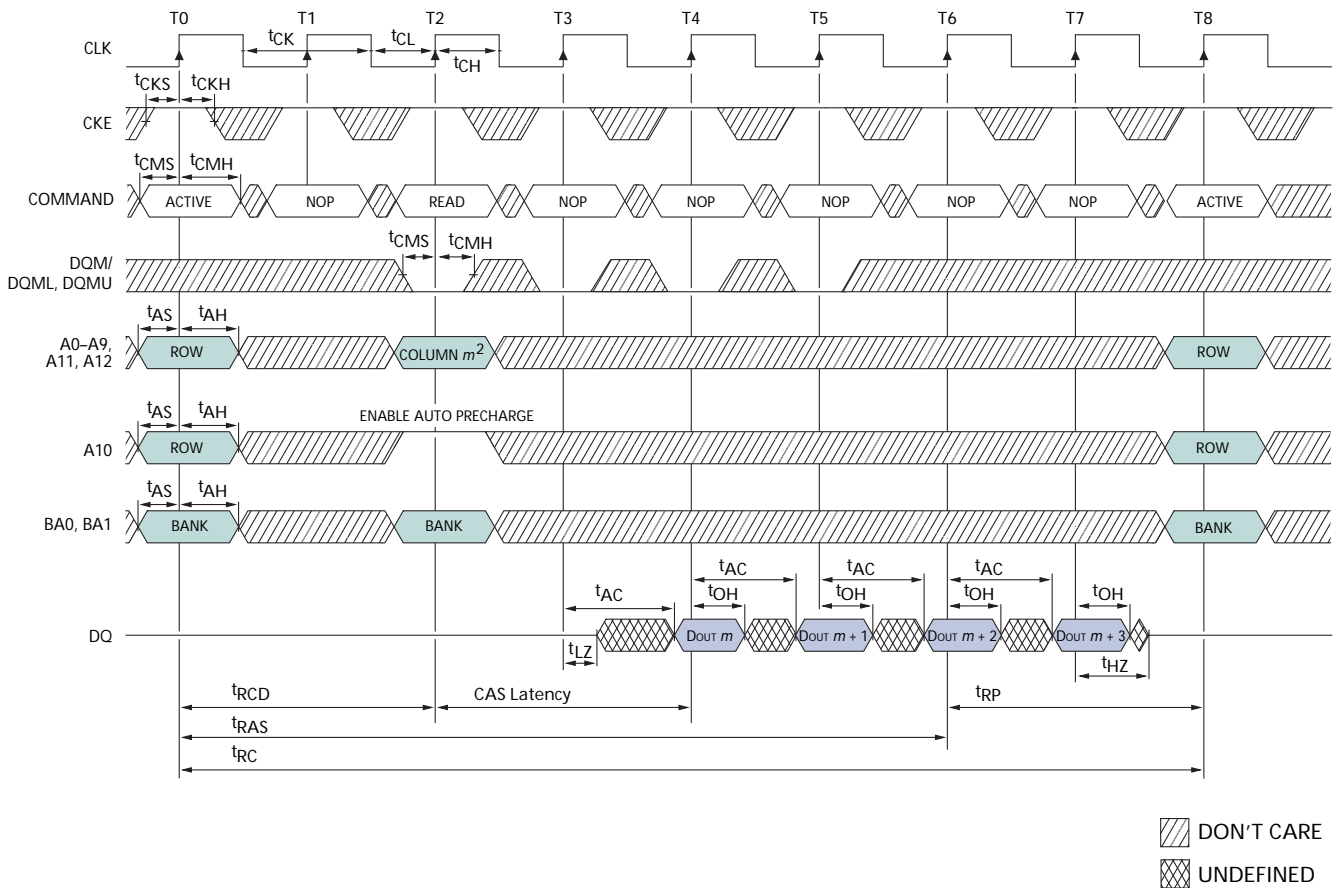 T0 T1 T2 T3 T4 T5 T6 T7 T8
CLK
tCK tCL
tCH
tCKS tCKH
CKE
tCMS tCMH
COMMAND ACTIVE NOP READ NOP NOP NOP NOP NOP ACTIVE
tCMS tCMH
DQM/
DQML, DQMU
tAS tAH
A0–A9,
A11, A12 ROW COLUMN m2 ROW
tAS tAH ENABLE AUTO PRECHARGE
A10 ROW ROW
tAS tAH
BA0, BA1 BANK BANK BANK
tAC tAC tAC tAC
tOH tOH tOH tOH
DQ DOUT m DOUT m + 1 DOUT m + 2 DOUT m + 3
tLZ tHZ
tRCD CAS Latency tRP
tRAS
tRC
DON'T CARE
UNDEFINED